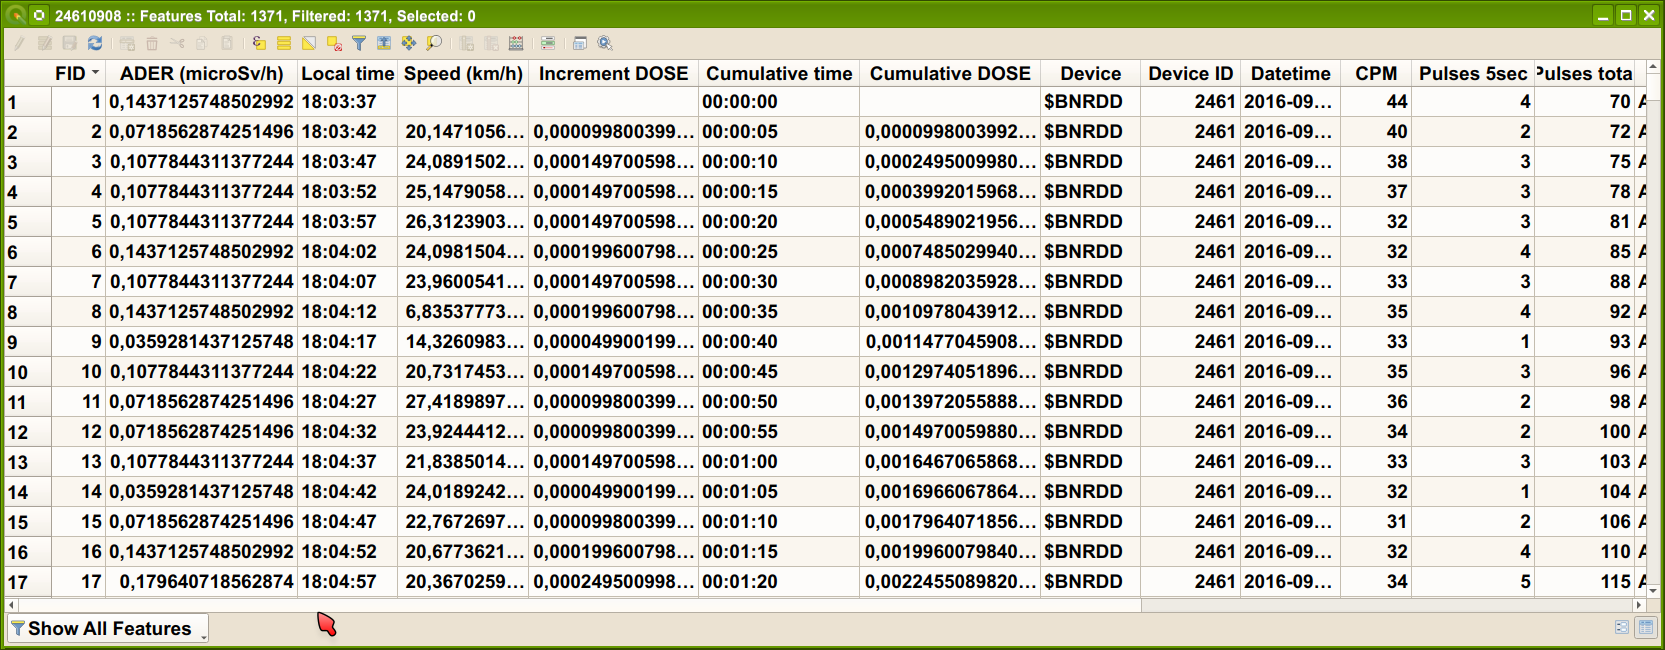 24610908 :: Features Total: 1371, Filtered: 1371, Selected: 0
FID ADER (microSv/h) Local time Speed (km/h) Increment DOSE Cumulative time Cumulative DOSE Device Device ID Datetime CPM Pulses 5sec Pulses tota
1 1 0,1437125748502992 18:03:37 00:00:00 $BNRDD 2461 2016-09... 44 4 70 A
2 2 0,0718562874251496 18:03:42 20,1471056... 0,000099800399... 00:00:05 0,0000998003992... $BNRDD 2461 2016-09... 40 2 72 A
3 3 0,1077844311377244 18:03:47 24,0891502... 0,000149700598... 00:00:10 0,0002495009980... $BNRDD 2461 2016-09... 38 3 75 A
4 4 0,1077844311377244 18:03:52 25,1479058... 0,000149700598... 00:00:15 0,0003992015968... $BNRDD 2461 2016-09... 37 3 78 A
5 5 0,1077844311377244 18:03:57 26,3123903... 0,000149700598... 00:00:20 0,0005489021956... $BNRDD 2461 2016-09... 32 3 81 A
6 6 0,1437125748502992 18:04:02 24,0981504... 0,000199600798... 00:00:25 0,0007485029940... $BNRDD 2461 2016-09... 32 4 85 A
7 7 0,1077844311377244 18:04:07 23,9600541... 0,000149700598... 00:00:30 0,0008982035928... $BNRDD 2461 2016-09... 33 3 88 A
8 8 0,1437125748502992 18:04:12 6,83537773... 0,000199600798... 00:00:35 0,0010978043912... $BNRDD 2461 2016-09... 35 4 92 A
9 9 0,0359281437125748 18:04:17 14,3260983... 0,000049900199... 00:00:40 0,0011477045908... $BNRDD 2461 2016-09... 33 1 93 A
10 10 0,1077844311377244 18:04:22 20,7317453... 0,000149700598... 00:00:45 0,0012974051896... $BNRDD 2461 2016-09... 35 3 96 A
11 11 0,0718562874251496 18:04:27 27,4189897... 0,000099800399... 00:00:50 0,0013972055888... $BNRDD 2461 2016-09... 36 2 98 A
12 12 0,0718562874251496 18:04:32 23,9244412... 0,000099800399... 00:00:55 0,0014970059880... $BNRDD 2461 2016-09... 34 2 100 A
13 13 0,1077844311377244 18:04:37 21,8385014... 0,000149700598... 00:01:00 0,0016467065868... $BNRDD 2461 2016-09... 33 3 103 A
14 14 0,0359281437125748 18:04:42 24,0189242... 0,000049900199... 00:01:05 0,0016966067864... $BNRDD 2461 2016-09... 32 1 104 A
15 15 0,0718562874251496 18:04:47 22,7672697... 0,000099800399... 00:01:10 0,0017964071856... $BNRDD 2461 2016-09... 31 2 106 A
16 16 0,1437125748502992 18:04:52 20,6773621... 0,000199600798... 00:01:15 0,0019960079840... $BNRDD 2461 2016-09... 32 4 110 A
17 17 0,179640718562874 18:04:57 20,3670259... 0,000249500998... 00:01:20 0,0022455089820... $BNRDD 2461 2016-09... 34 5 115 A
Show All Features